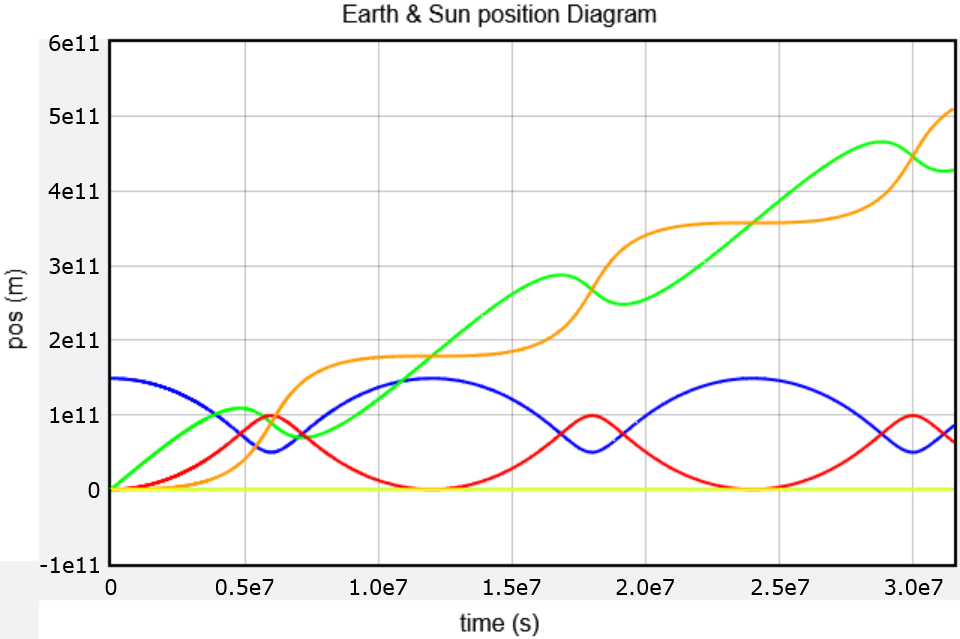 Earth & Sun position Diagram
6e11
5e11
4e11
3e11
2e11
1e11
0
-1e11
pos (m)
0 0.5e7 1.0e7 1.5e7 2.0e7 2.5e7 3.0e7
time (s)